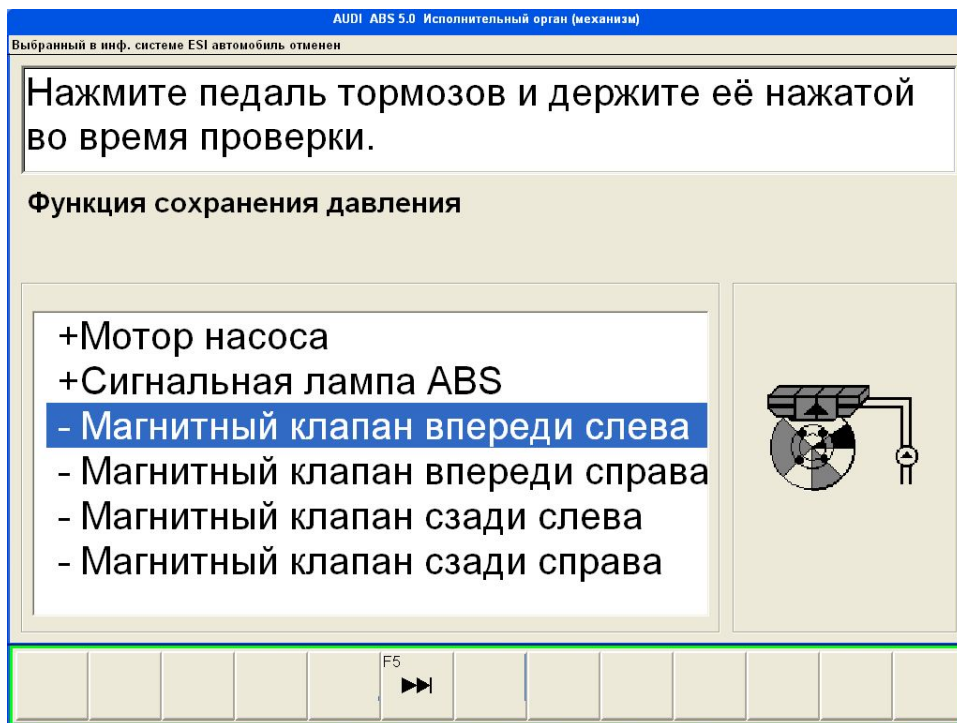 AUDI ABS 5.0 Исполнительный орган (механизм)
Выбранный в инф. системе ESI автомобиль отменен
Нажмите педаль тормозов и держите её нажатой
во время проверки.
Функция сохранения давления
+Мотор насоса
+Сигнальная лампа ABS
- Магнитный клапан впереди слева
- Магнитный клапан впереди справа
- Магнитный клапан сзади слева
- Магнитный клапан сзади справа
F5